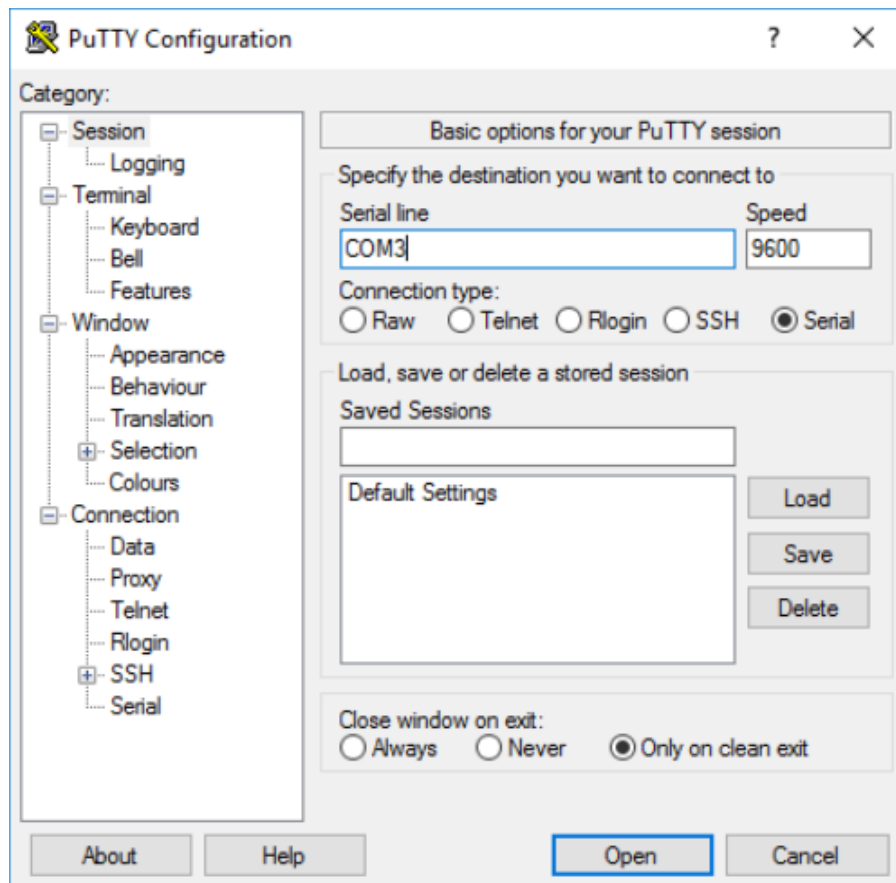 PuTTY Configuration
?
Category:
Session
Logging
Terminal
Keyboard
Bell
Features
Window
Appearance
Behaviour
Translation
Selection
Colours
Connection
Data
Proxy
Telnet
Rlogin
SSH
Serial
Basic options for your PuTTY session
Specify the destination you want to connect to
Serial line Speed
COM3 9600
Connection type:
Raw Telnet Rlogin SSH Serial
Load, save or delete a stored session
Saved Sessions
Default Settings
Load
Save
Delete
Close window on exit:
Always Never Only on clean exit
About Help Open Cancel